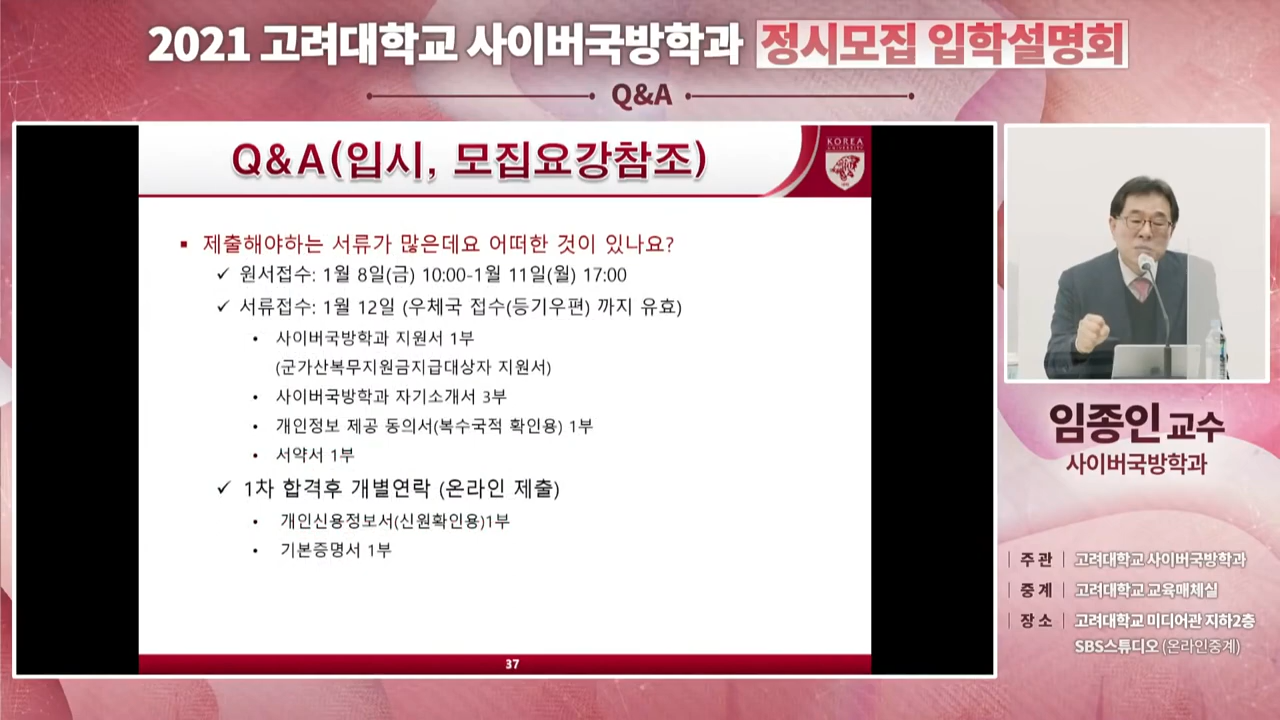 2021 고려대학교 사이버국방학과 정시모집 입학설명회
Q&A
Q&A(입시, 모집요강참조)
KOREA
UNIVERSITY
제출해야하는 서류가 많은데요 어떠한 것이 있나요?
원서접수: 1월 8일(금) 10:00-1월 11일(월) 17:00
서류접수: 1월 12일 (우체국 접수(등기우편) 까지 유효)
사이버국방학과 지원서 1부
(군가산복무지원금지급대상자 지원서)
사이버국방학과 자기소개서 3부
개인정보 제공 동의서(복수국적 확인용) 1부
서약서 1부
1차 합격후 개별연락 (온라인 제출)
개인신용정보서(신원확인용)1부
기본증명서 1부
37
임종인 교수
사이버국방학과
주 관 | 고려대학교 사이버국방학과
중 계 | 고려대학교 교육매체실
장 소 | 고려대학교 미디어관 지하2층
SBS스튜디오 (온라인중계)